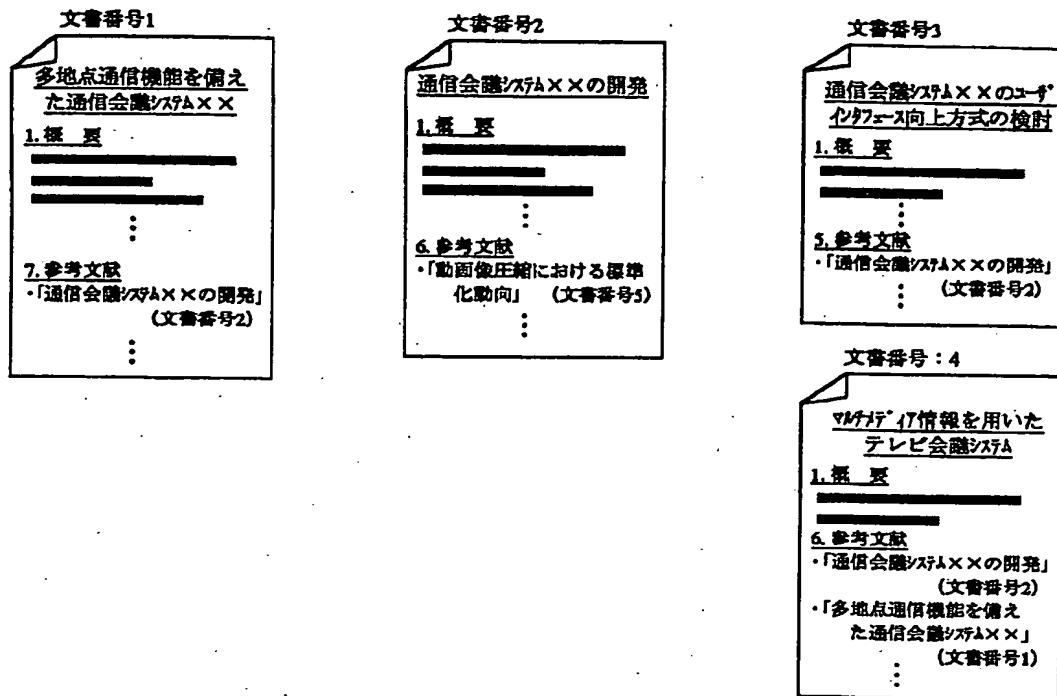 文書番号1
多地点通信機能を備え
た通信会議システム××
1. 概 要
7. 参考文献
・「通信会議システム××の開発」
(文書番号2)
文書番号2
通信会議システム××の開発
1. 概 要
6. 参考文献
・「動画像圧縮における標準
化動向」 (文書番号5)
文書番号3
通信会議システム××のユーザ
インタフェース向上方式の検討
1. 概 要
5. 参考文献
・「通信会議システム××の開発」
(文書番号2)
文書番号:4
マルチメディア情報を用いた
テレビ会議システム
1. 概 要
6. 参考文献
・「通信会議システム××の開発」
(文書番号2)
・「多地点通信機能を備え
た通信会議システム××」
(文書番号1)